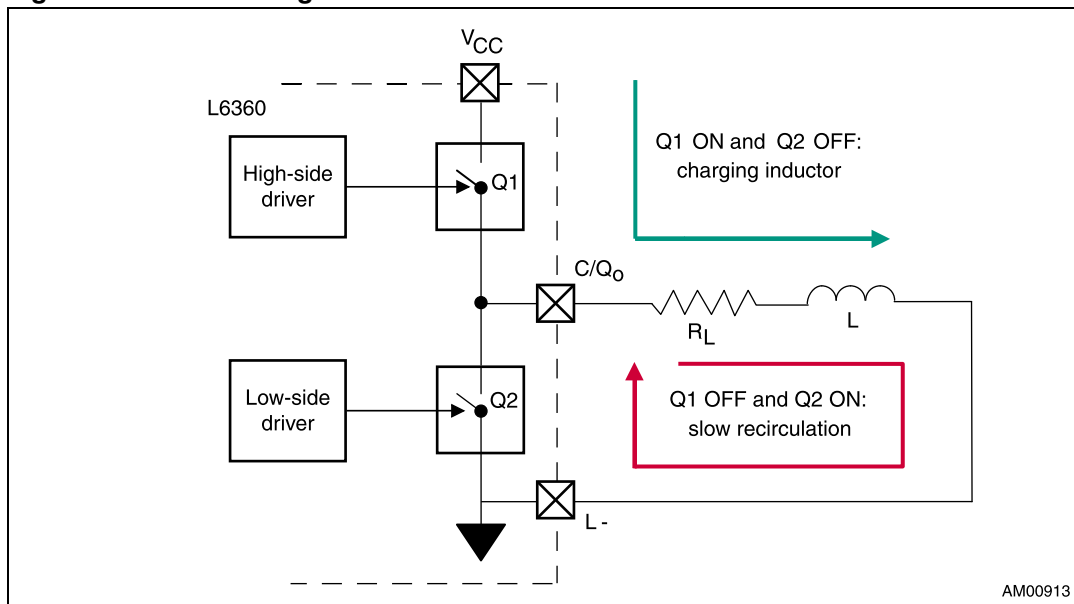 VCC
L6360
High-side
driver
Q1
Q1 ON and Q2 OFF:
charging inductor
C/Qo
RL
L
Low-side
driver
Q2
Q1 OFF and Q2 ON:
slow recirculation
L -
AM00913